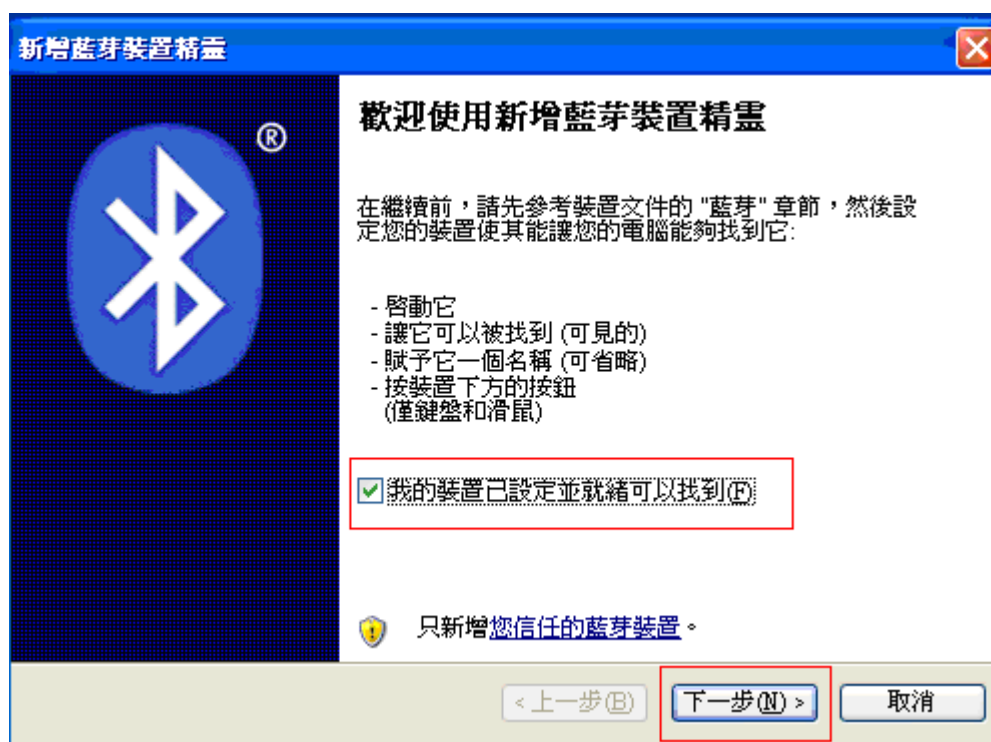 新增藍芽裝置精靈
®
歡迎使用新增藍芽裝置精靈
在繼續前，請先參考裝置文件的 "藍芽" 章節，然後設
定您的裝置使其能讓您的電腦能夠找到它:
- 啓動它
- 讓它可以被找到 (可見的)
- 賦予它一個名稱 (可省略)
- 按裝置下方的按鈕
(僅鍵盤和滑鼠)
我的裝置已設定並就緒可以找到(F)
只新增您信任的藍芽裝置。
<上一步(B) 下一步(N) > 取消